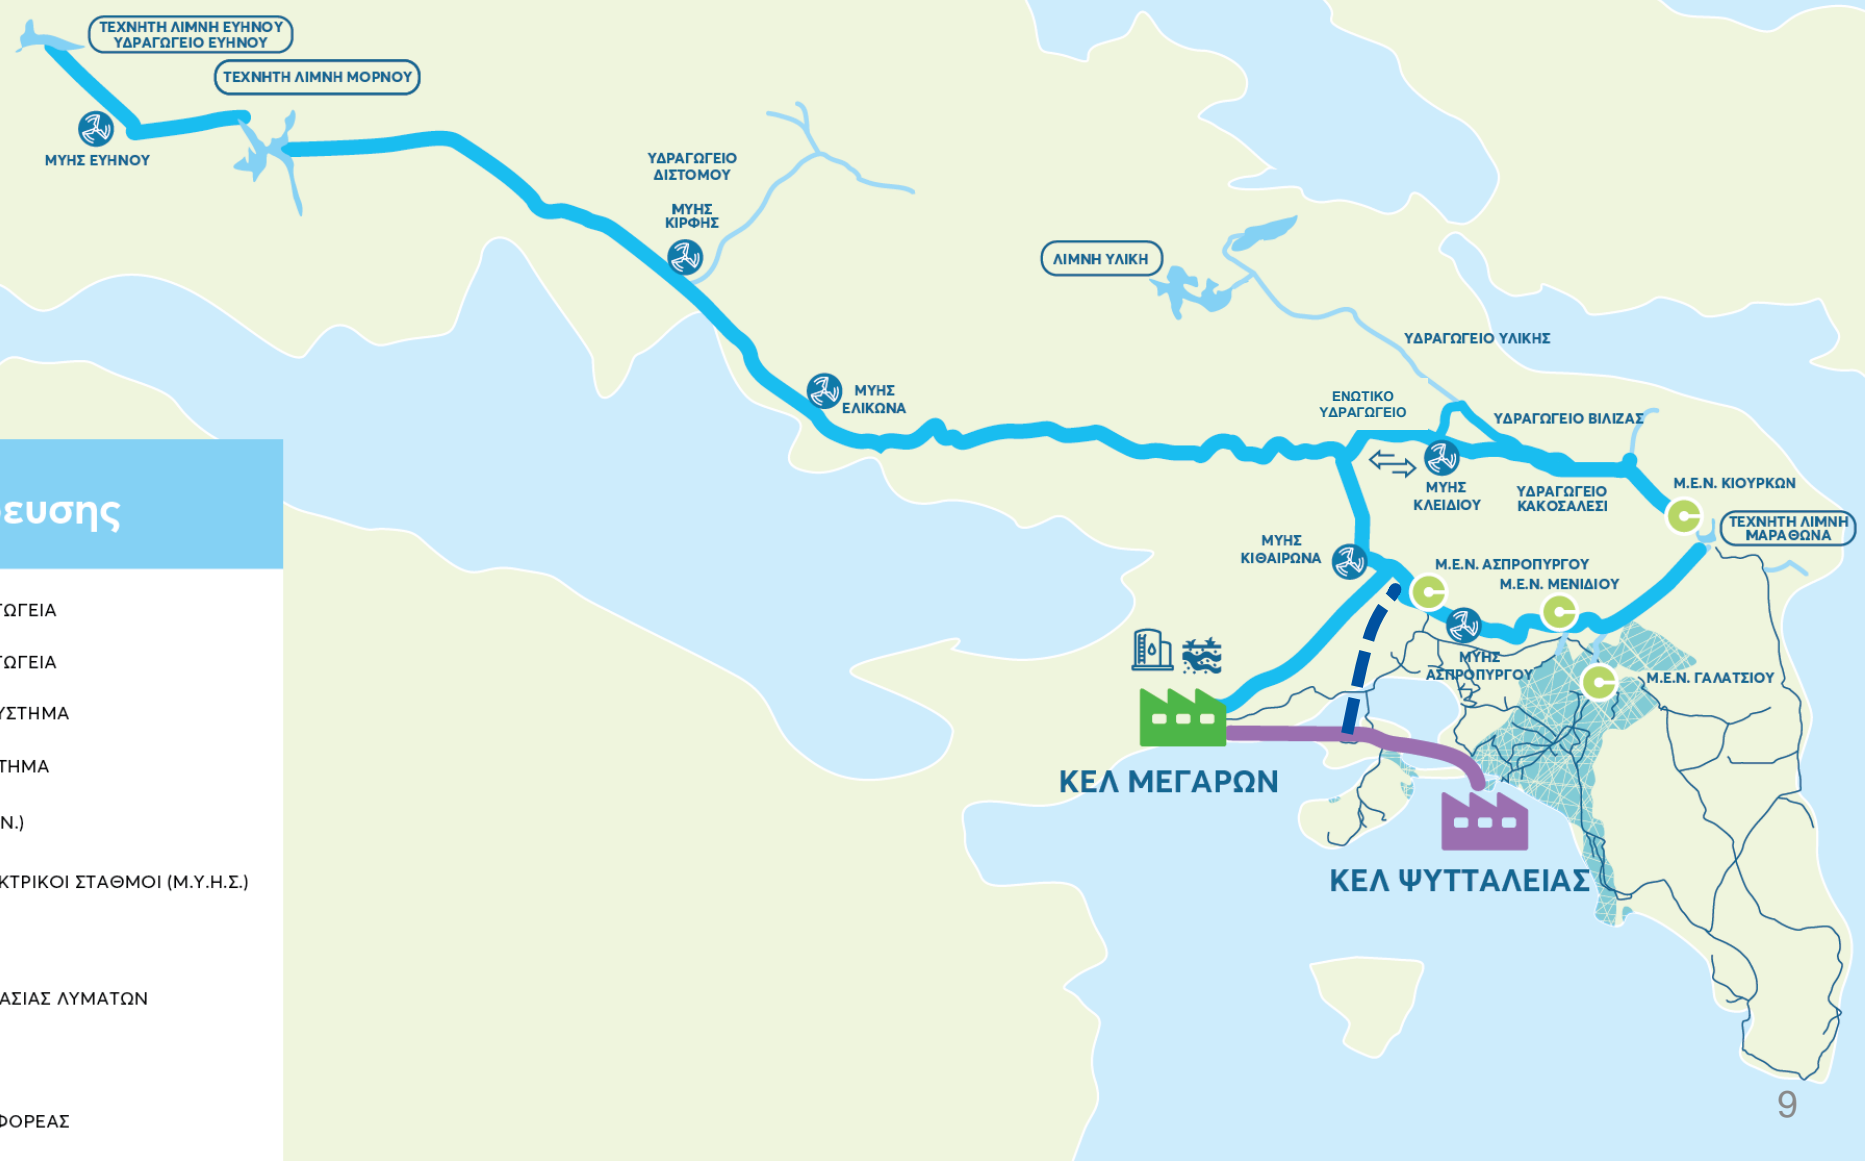 ΤΕΧΝΗΤΗ ΛΙΜΝΗ ΕΥΗΝΟΥ
ΥΔΡΑΓΩΓΕΙΟ ΕΥΗΝΟΥ
ΤΕΧΝΗΤΗ ΛΙΜΝΗ ΜΟΡΝΟΥ
ΜΥΗΣ ΕΥΗΝΟΥ
ΥΔΡΑΓΩΓΕΙΟ
ΔΙΣΤΟΜΟΥ
ΜΥΗΣ
ΚΙΡΦΗΣ
ΛΙΜΝΗ ΥΛΙΚΗ
ΥΔΡΑΓΩΓΕΙΟ ΥΛΙΚΗΣ
ΜΥΗΣ
ΕΛΙΚΩΝΑ
ΕΝΩΤΙΚΟ
ΥΔΡΑΓΩΓΕΙΟ
ΥΔΡΑΓΩΓΕΙΟ ΒΙΛΙΖΑΣ
ΜΥΗΣ
ΚΛΕΙΔΙΟΥ
ΥΔΡΑΓΩΓΕΙΟ
ΚΑΚΟΣΑΛΕΣΙ
Μ.Ε.Ν. ΚΙΟΥΡΚΩΝ
ΤΕΧΝΗΤΗ ΛΙΜΝΗ
ΜΑΡΑΘΩΝΑ
ΜΥΗΣ
ΚΙΘΑΙΡΩΝΑ
Μ.Ε.Ν. ΑΣΠΡΟΠΥΡΓΟΥ
Μ.Ε.Ν. ΜΕΝΙΔΙΟΥ
ΜΥΗΣ
ΑΣΠΡΟΠΥΡΓΟΥ
Μ.Ε.Ν. ΓΑΛΑΤΣΙΟΥ
ΚΕΛ ΜΕΓΑΡΩΝ
ΚΕΛ ΨΥΤΤΑΛΕΙΑΣ
ευσης
ΩΓΕΙΑ
ΩΓΕΙΑ
ΥΣΤΗΜΑ
ΤΗΜΑ
Ν.)
ΚΤΡΙΚΟΙ ΣΤΑΘΜΟΙ (Μ.Υ.Η.Σ.)
ΑΣΙΑΣ ΛΥΜΑΤΩΝ
ΦΟΡΕΑΣ
9